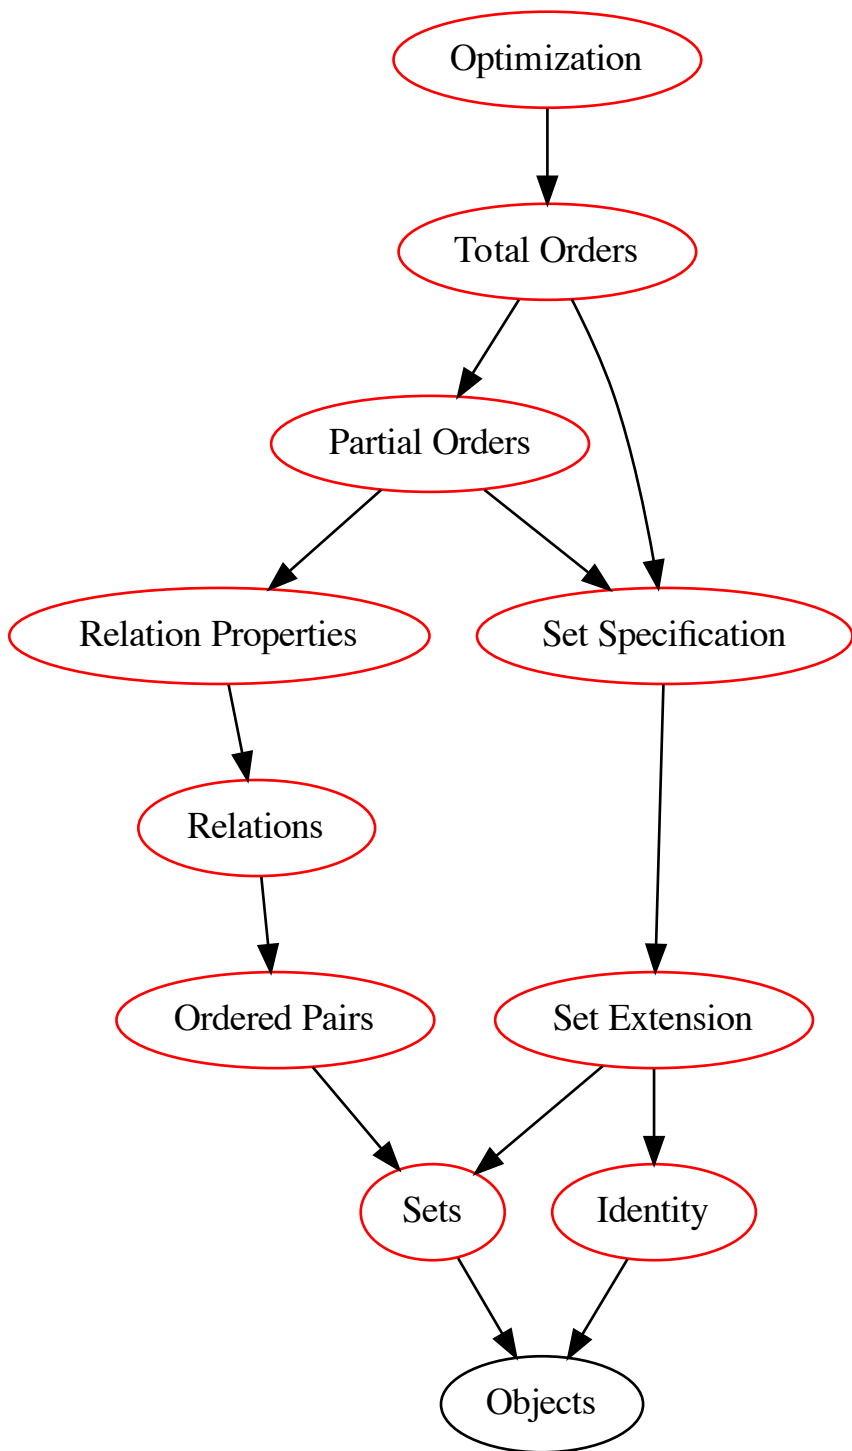 Optimization
Total Orders
Partial Orders
Relation Properties
Set Specification
Relations
Ordered Pairs
Set Extension
Sets
Identity
Objects